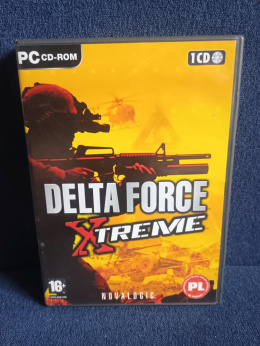 PC CD-ROM
1CD
DELTA FORCE
XTREME
16+
NOVALOGIC
PL